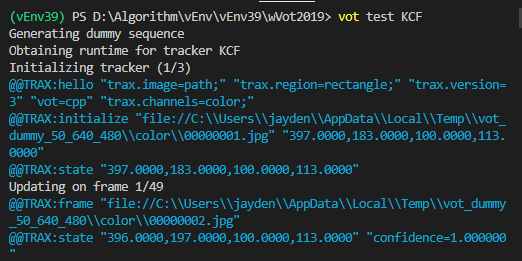 (vEnv39) PS D:\Algorithm\vEnv\vEnv39\wVot2019> vot test KCF
Generating dummy sequence
Obtaining runtime for tracker KCF
Initializing tracker (1/3)
@@TRAX:hello "trax.image=path;" "trax.region=rectangle;" "trax.version=
3" "vot=cpp" "trax.channels=color;"
@@TRAX:initialize "file://C:\\Users\\jayden\\AppData\\Local\\Temp\\vot_
dummy_50_640_480\\color\\00000001.jpg" "397.0000,183.0000,100.0000,113.
0000"
@@TRAX:state "397.0000,183.0000,100.0000,113.0000"
Updating on frame 1/49
@@TRAX:frame "file://C:\\Users\\jayden\\AppData\\Local\\Temp\\vot_dummy
_50_640_480\\color\\00000002.jpg"
@@TRAX:state "396.0000,197.0000,100.0000,113.0000" "confidence=1.000000
"